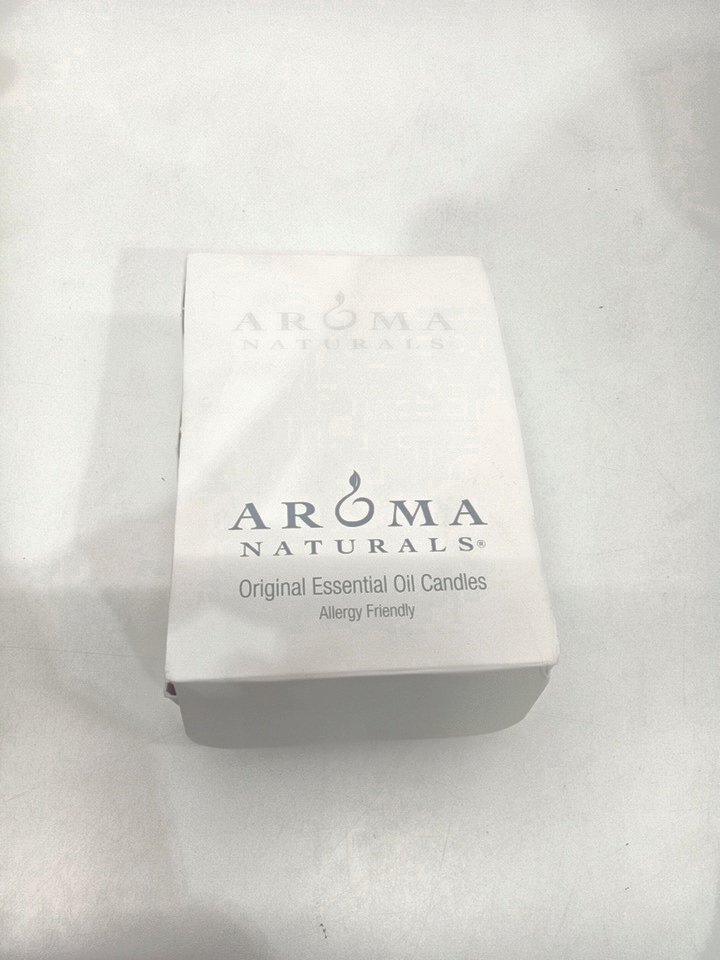 AROMA
NATURALS
AROMA
NATURALS®
Original Essential Oil Candles
Allergy Friendly